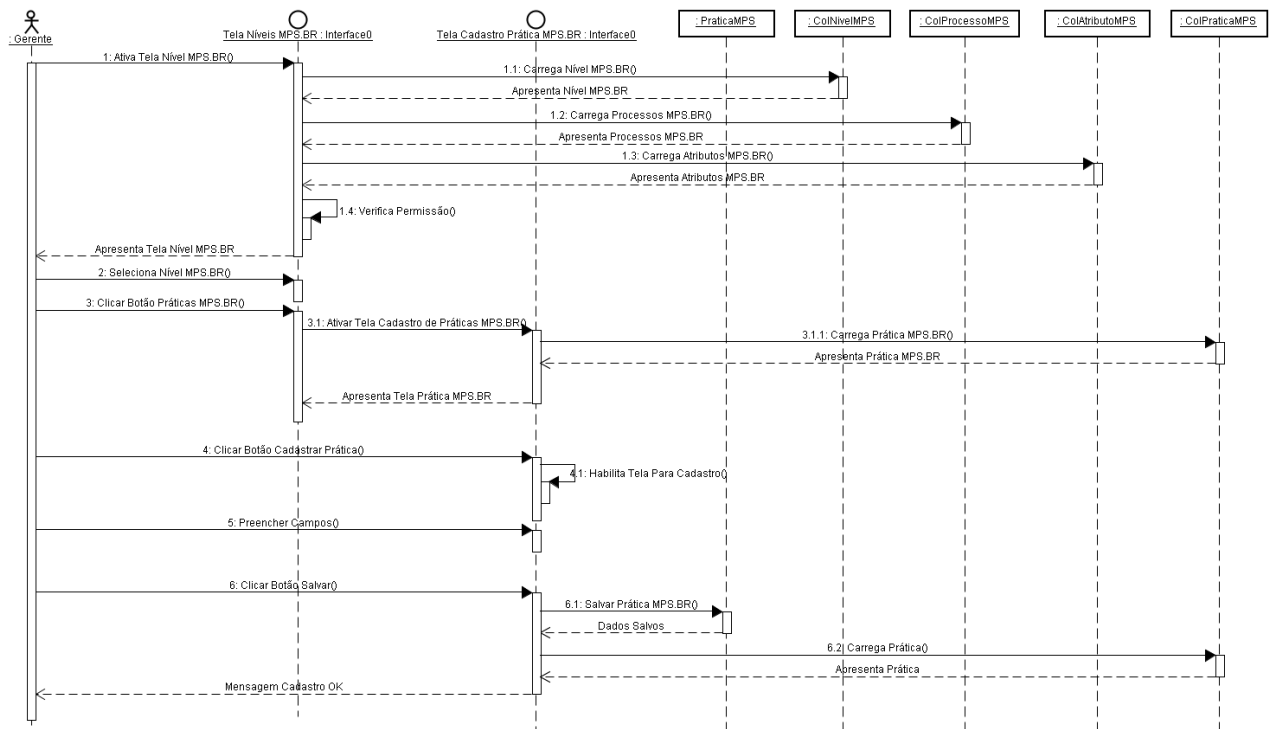 : Gerente
Tela Níveis MPS.BR : Interface0
Tela Cadastro Prática MPS.BR : Interface0
: PraticaMPS
: ColNivelMPS
: ColProcessoMPS
: ColAtributoMPS
: ColPraticaMPS
1: Ativa Tela Nível MPS.BR()
1.1: Carrega Nível MPS.BR()
Apresenta Nível MPS.BR
1.2: Carrega Processos MPS.BR()
Apresenta Processos MPS.BR
1.3: Carrega Atributos MPS.BR()
Apresenta Atributos MPS.BR
1.4: Verifica Permissão()
Apresenta Tela Nível MPS.BR
2: Seleciona Nível MPS.BR()
3: Clicar Botão Práticas MPS.BR()
3.1: Ativar Tela Cadastro de Práticas MPS.BR()
3.1.1: Carrega Prática MPS.BR()
Apresenta Prática MPS.BR
Apresenta Tela Prática MPS.BR
4: Clicar Botão Cadastrar Prática()
4.1: Habilita Tela Para Cadastro()
5: Preencher Campos()
6: Clicar Botão Salvar()
6.1: Salvar Prática MPS.BR()
Dados Salvos
6.2: Carrega Prática()
Apresenta Prática
Mensagem Cadastro OK